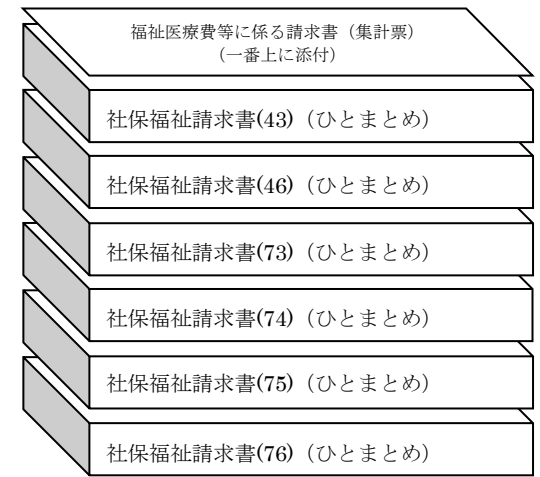 福祉医療費等に係る請求書（集計票）
（一番上に添付）
社保福祉請求書(43)（ひとまとめ）
社保福祉請求書(46)（ひとまとめ）
社保福祉請求書(73)（ひとまとめ）
社保福祉請求書(74)（ひとまとめ）
社保福祉請求書(75)（ひとまとめ）
社保福祉請求書(76)（ひとまとめ）